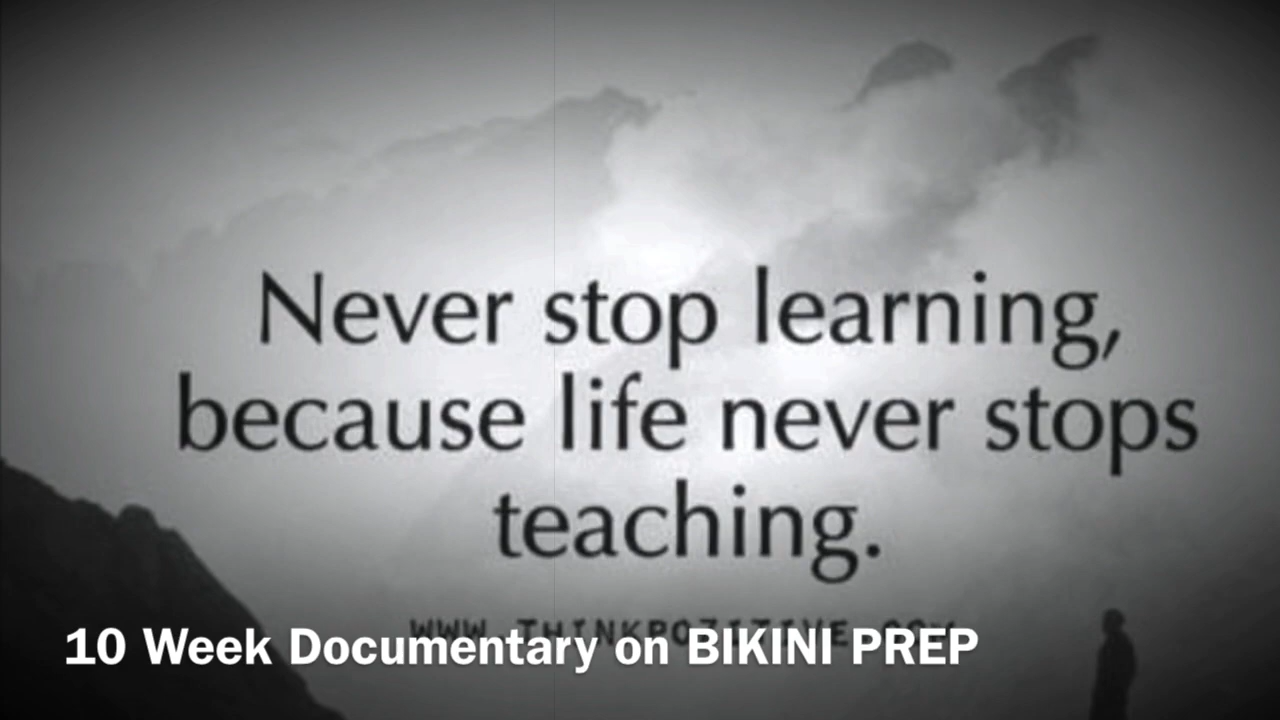 Never stop learning,
because life never stops
teaching.
10 Week Documentary on BIKINI PREP